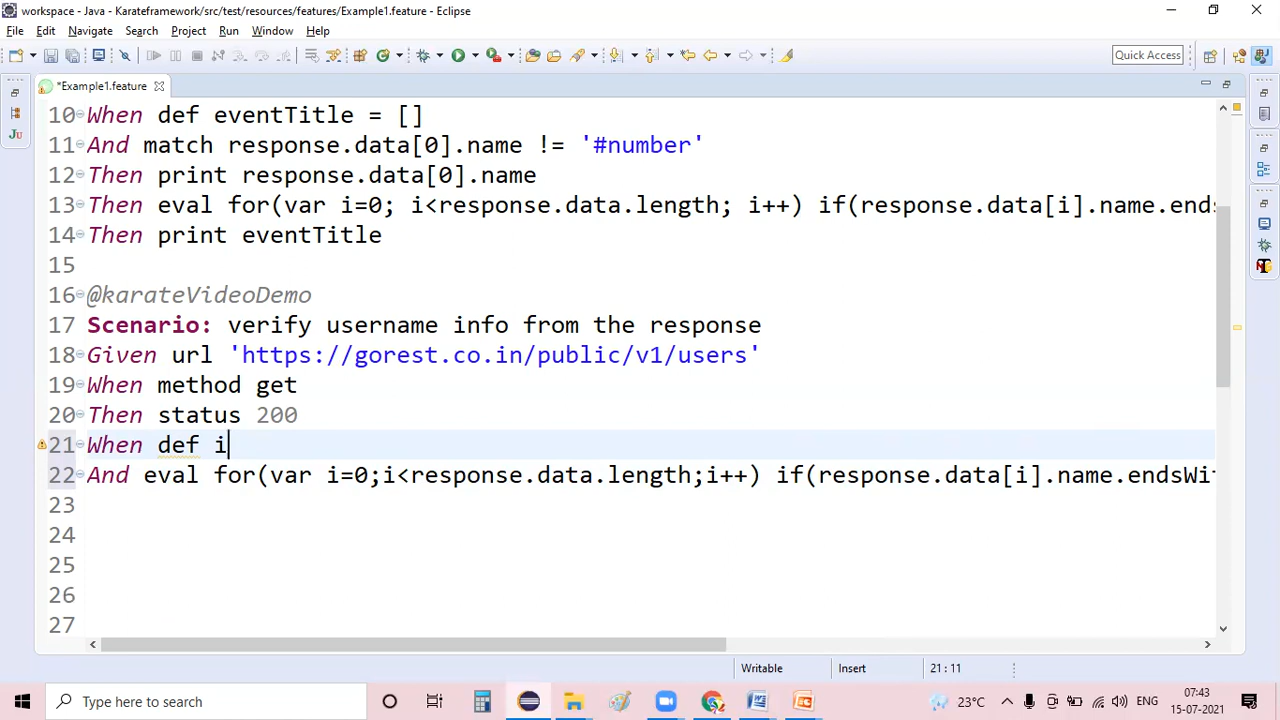 workspace - Java - Karateframework/src/test/resources/features/Example1.feature - Eclipse
File Edit Navigate Search Project Run Window Help
Quick Access
*Example1.feature
10 When def eventTitle = []
11 And match response.data[0].name != '#number'
12 Then print response.data[0].name
13 Then eval for(var i=0; i<response.data.length; i++) if(response.data[i].name.ends
14 Then print eventTitle
15
16 @karateVideoDemo
17 Scenario: verify username info from the response
18 Given url 'https://gorest.co.in/public/v1/users'
19 When method get
20 Then status 200
21 When def i
22 And eval for(var i=0;i<response.data.length;i++) if(response.data[i].name.endsWi
23
24
25
26
27
Writable Insert 21 : 11
Type here to search
23°C ENG 07:43
15-07-2021